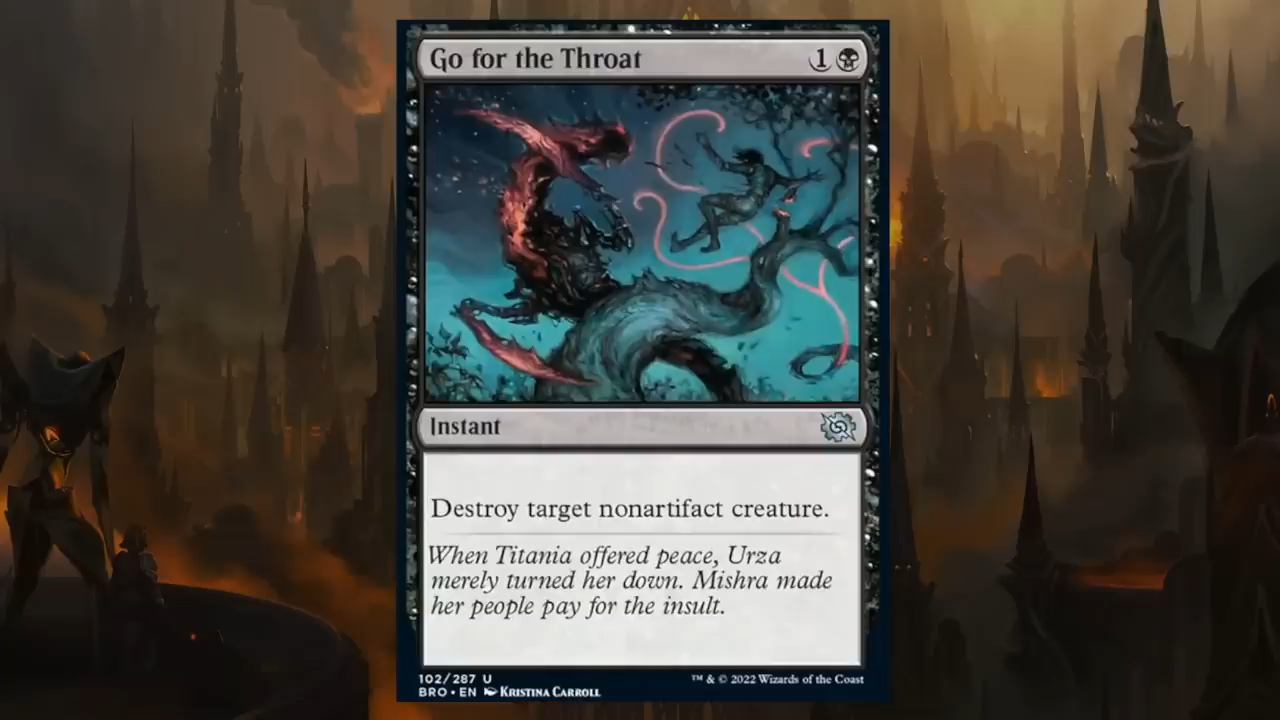 Go for the Throat 1
Instant
Destroy target nonartifact creature.
When Titania offered peace, Urza
merely turned her down. Mishra made
her people pay for the insult.
102/287 U
BRO • EN Kristina Carroll
™ & © 2022 Wizards of the Coast